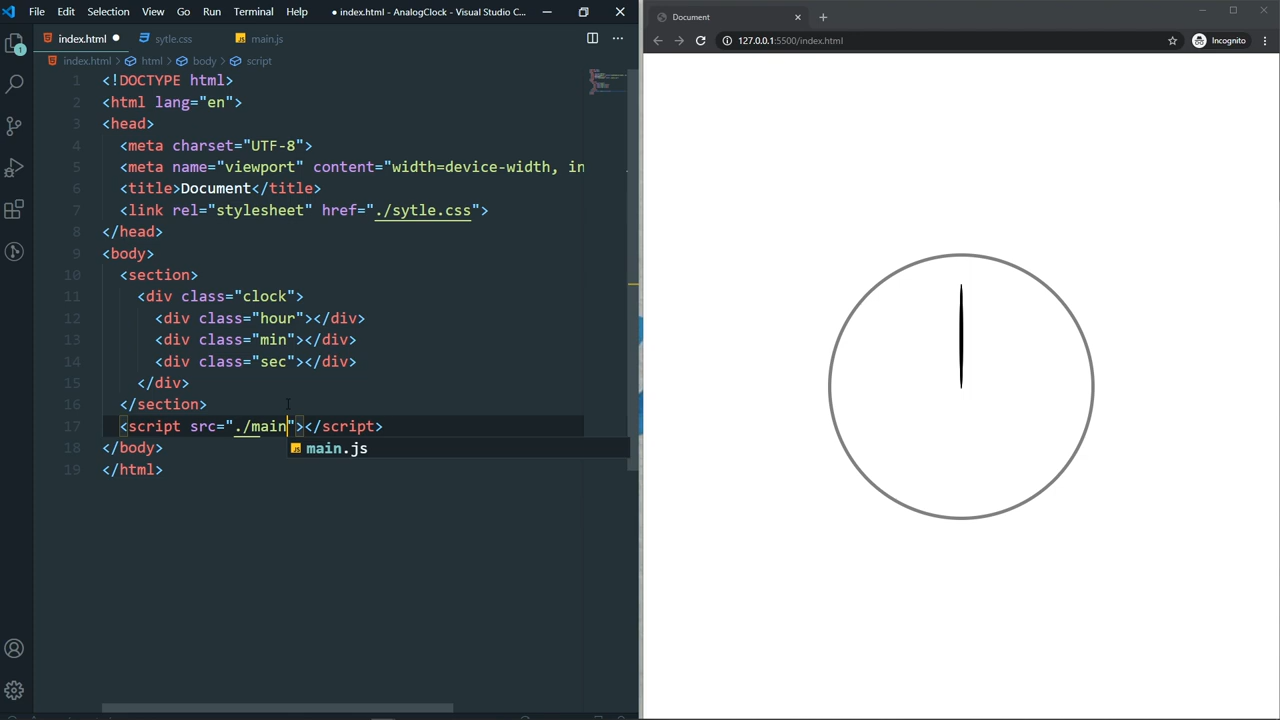 File Edit Selection View Go Run Terminal Help ● index.html - AnalogClock - Visual Studio C...
index.html ● sytle.css main.js
index.html > html > body > script
1 <!DOCTYPE html>
2 <html lang="en">
3 <head>
4 <meta charset="UTF-8">
5 <meta name="viewport" content="width=device-width, in
6 <title>Document</title>
7 <link rel="stylesheet" href="./sytle.css">
8 </head>
9 <body>
10 <section>
11 <div class="clock">
12 <div class="hour"></div>
13 <div class="min"></div>
14 <div class="sec"></div>
15 </div>
16 </section>
17 <script src="./main"></script>
main.js
18 </body>
19 </html>
Document
127.0.0.1:5500/index.html
Incognito